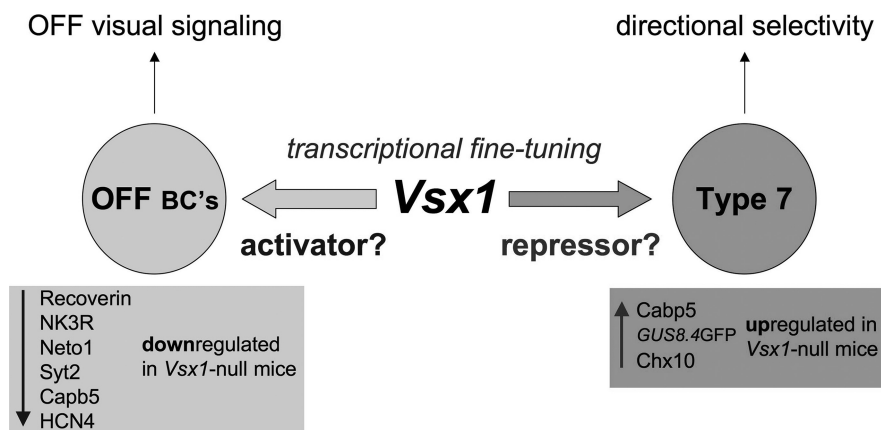 OFF visual signaling
directional selectivity
transcriptional fine-tuning
OFF BC's
Vsx1
Type 7
activator?
repressor?
Recoverin
NK3R
Neto1
Syt2
Capb5
HCN4
downregulated
in Vsx1-null mice
Cabp5
GUS8.4GFP
Chx10
upregulated in
Vsx1-null mice